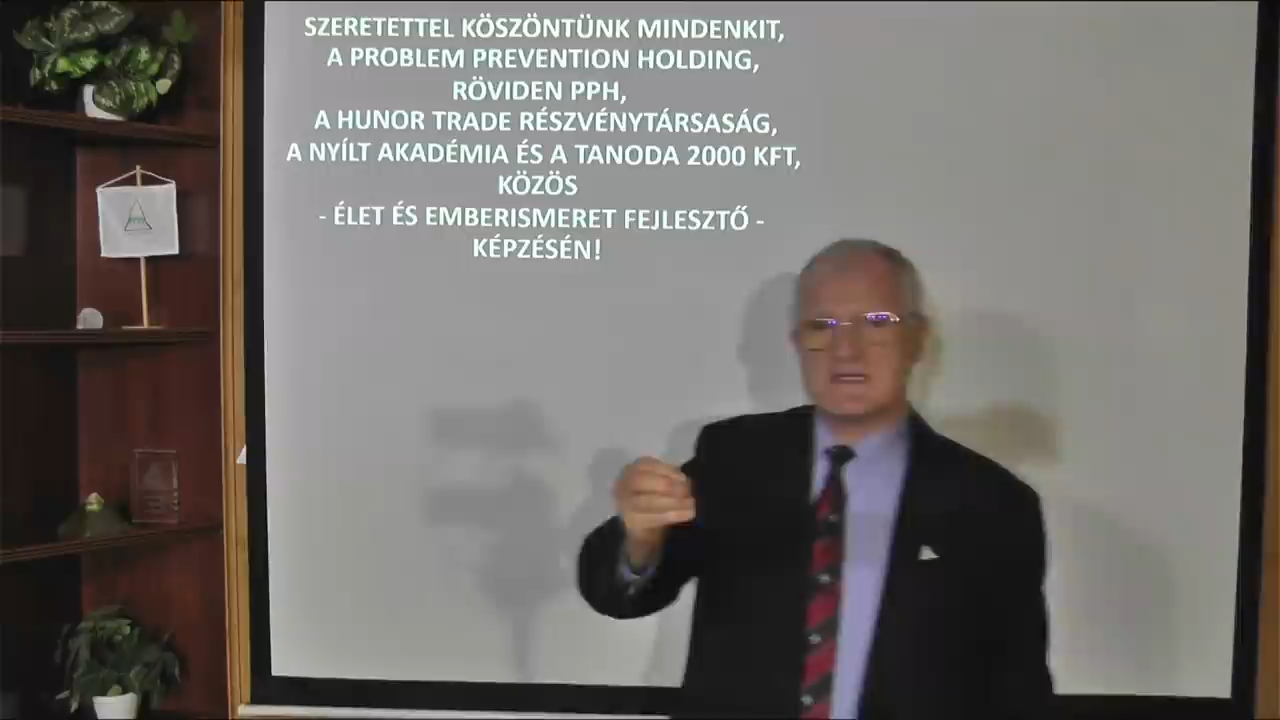 SZERETETTEL KÖSZÖNTÜNK MINDENKIT,
A PROBLEM PREVENTION HOLDING,
RÖVIDEN PPH,
A HUNOR TRADE RÉSZVÉNYTÁRSASÁG,
A NYÍLT AKADÉMIA ÉS A TANODA 2000 KFT,
KÖZÖS
- ÉLET ÉS EMBERISMERET FEJLESZTŐ -
KÉPZÉSÉN!